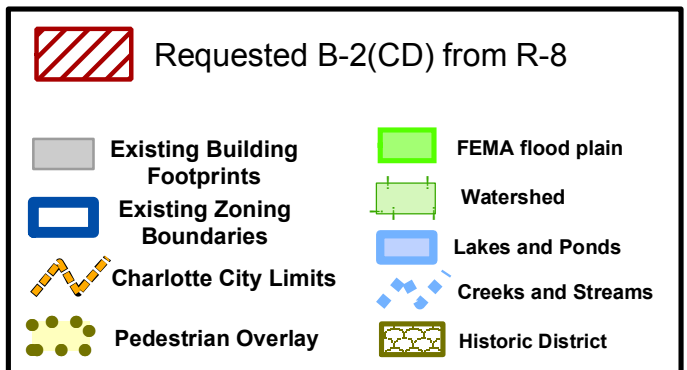 Requested B-2(CD) from R-8
Existing Building
Footprints
Existing Zoning
Boundaries
Charlotte City Limits
Pedestrian Overlay
FEMA flood plain
Watershed
Lakes and Ponds
Creeks and Streams
Historic District